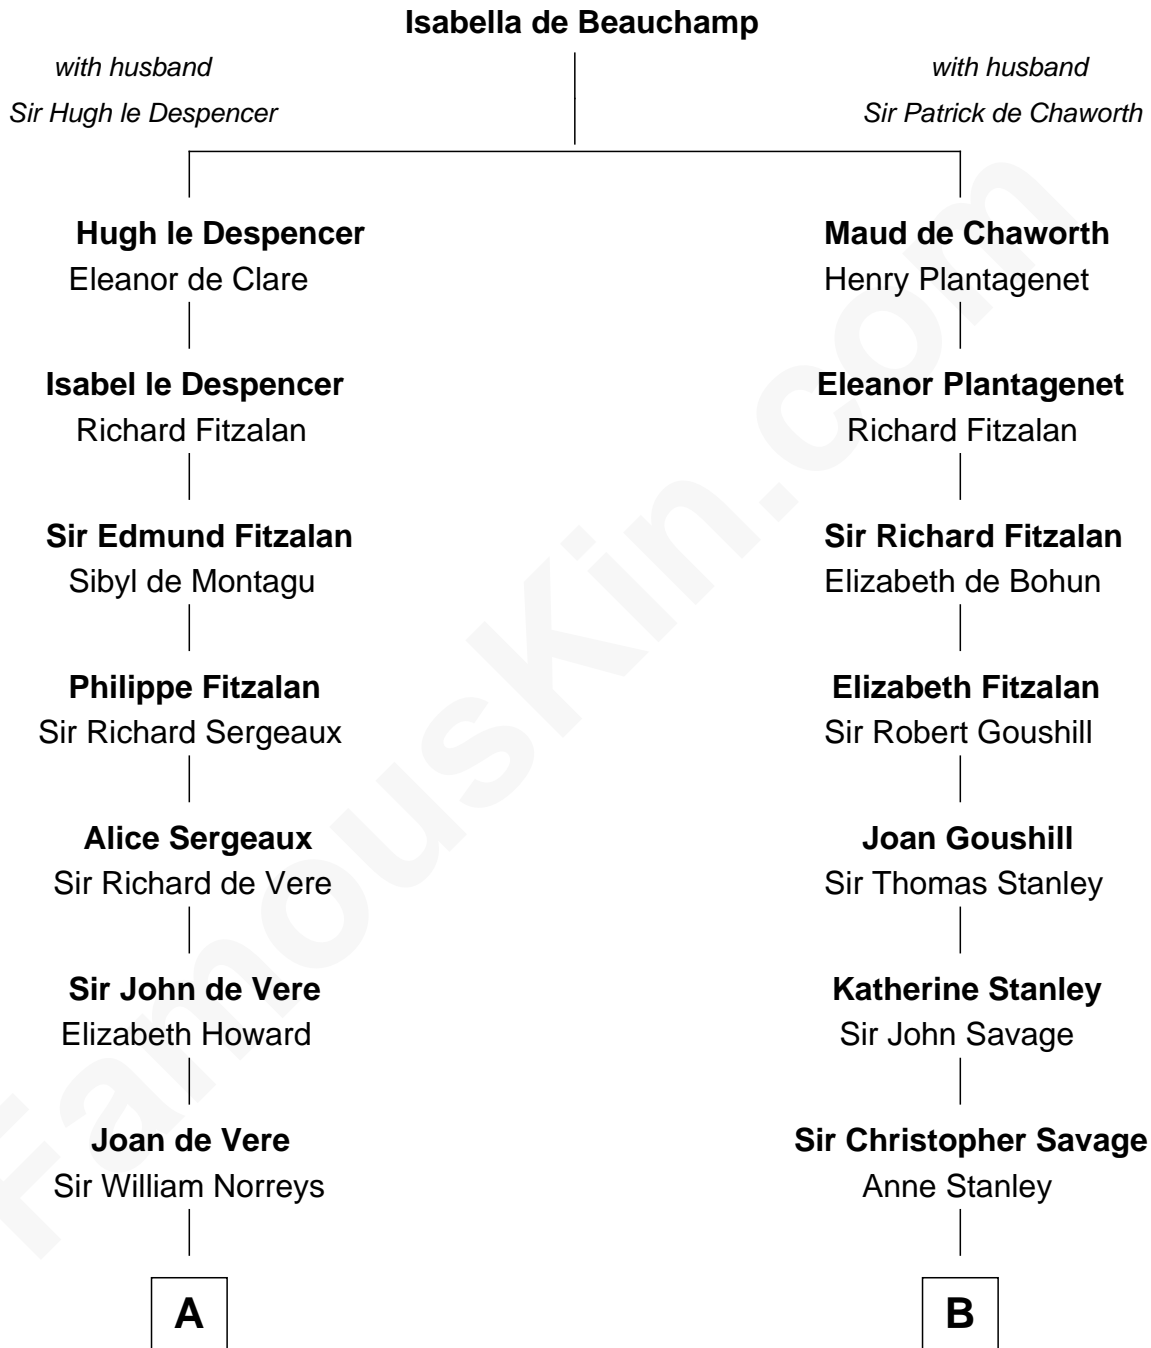 Isabella de Beauchamp
with husband
Sir Hugh le Despencer
with husband
Sir Patrick de Chaworth
Hugh le Despencer
Eleanor de Clare
Maud de Chaworth
Henry Plantagenet
Isabel le Despencer
Richard Fitzalan
Eleanor Plantagenet
Richard Fitzalan
Sir Edmund Fitzalan
Sibyl de Montagu
Sir Richard Fitzalan
Elizabeth de Bohun
Philippe Fitzalan
Sir Richard Sergeaux
Elizabeth Fitzalan
Sir Robert Goushill
Alice Sergeaux
Sir Richard de Vere
Joan Goushill
Sir Thomas Stanley
Sir John de Vere
Elizabeth Howard
Katherine Stanley
Sir John Savage
Joan de Vere
Sir William Norreys
Sir Christopher Savage
Anne Stanley
A
B
FamousKin.com